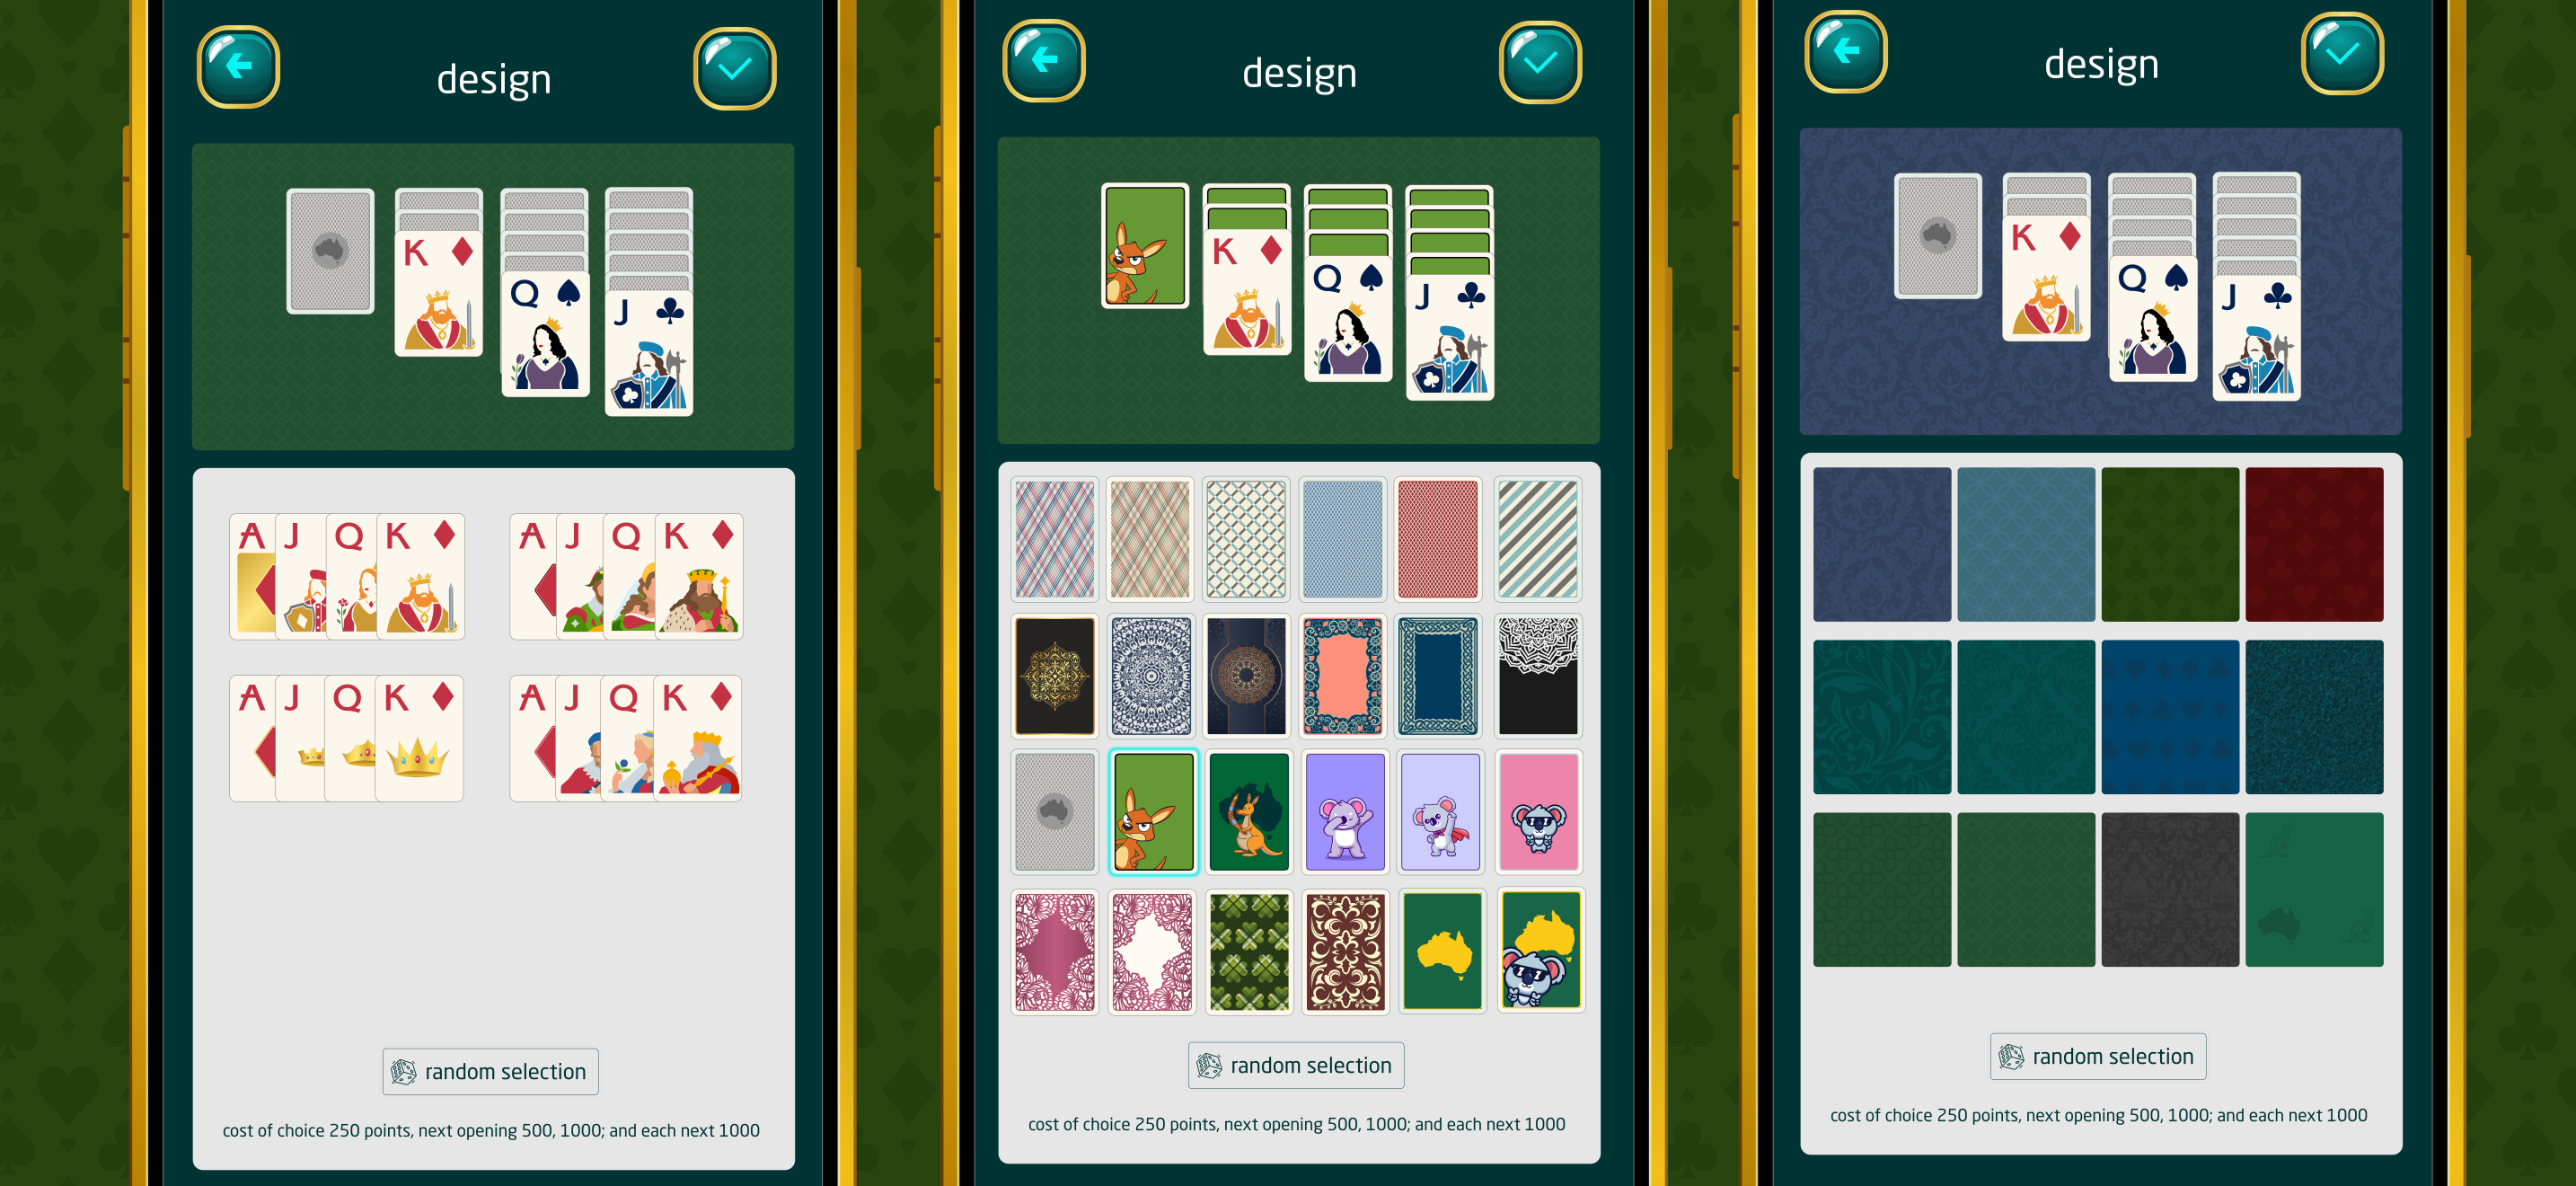 design
K
Q
J
A J Q K
A J Q K
A J Q K
A J Q K
random selection
cost of choice 250 points, next opening 500, 1000; and each next 1000
design
K
Q
J
random selection
cost of choice 250 points, next opening 500, 1000; and each next 1000
design
K
Q
J
random selection
cost of choice 250 points, next opening 500, 1000; and each next 1000